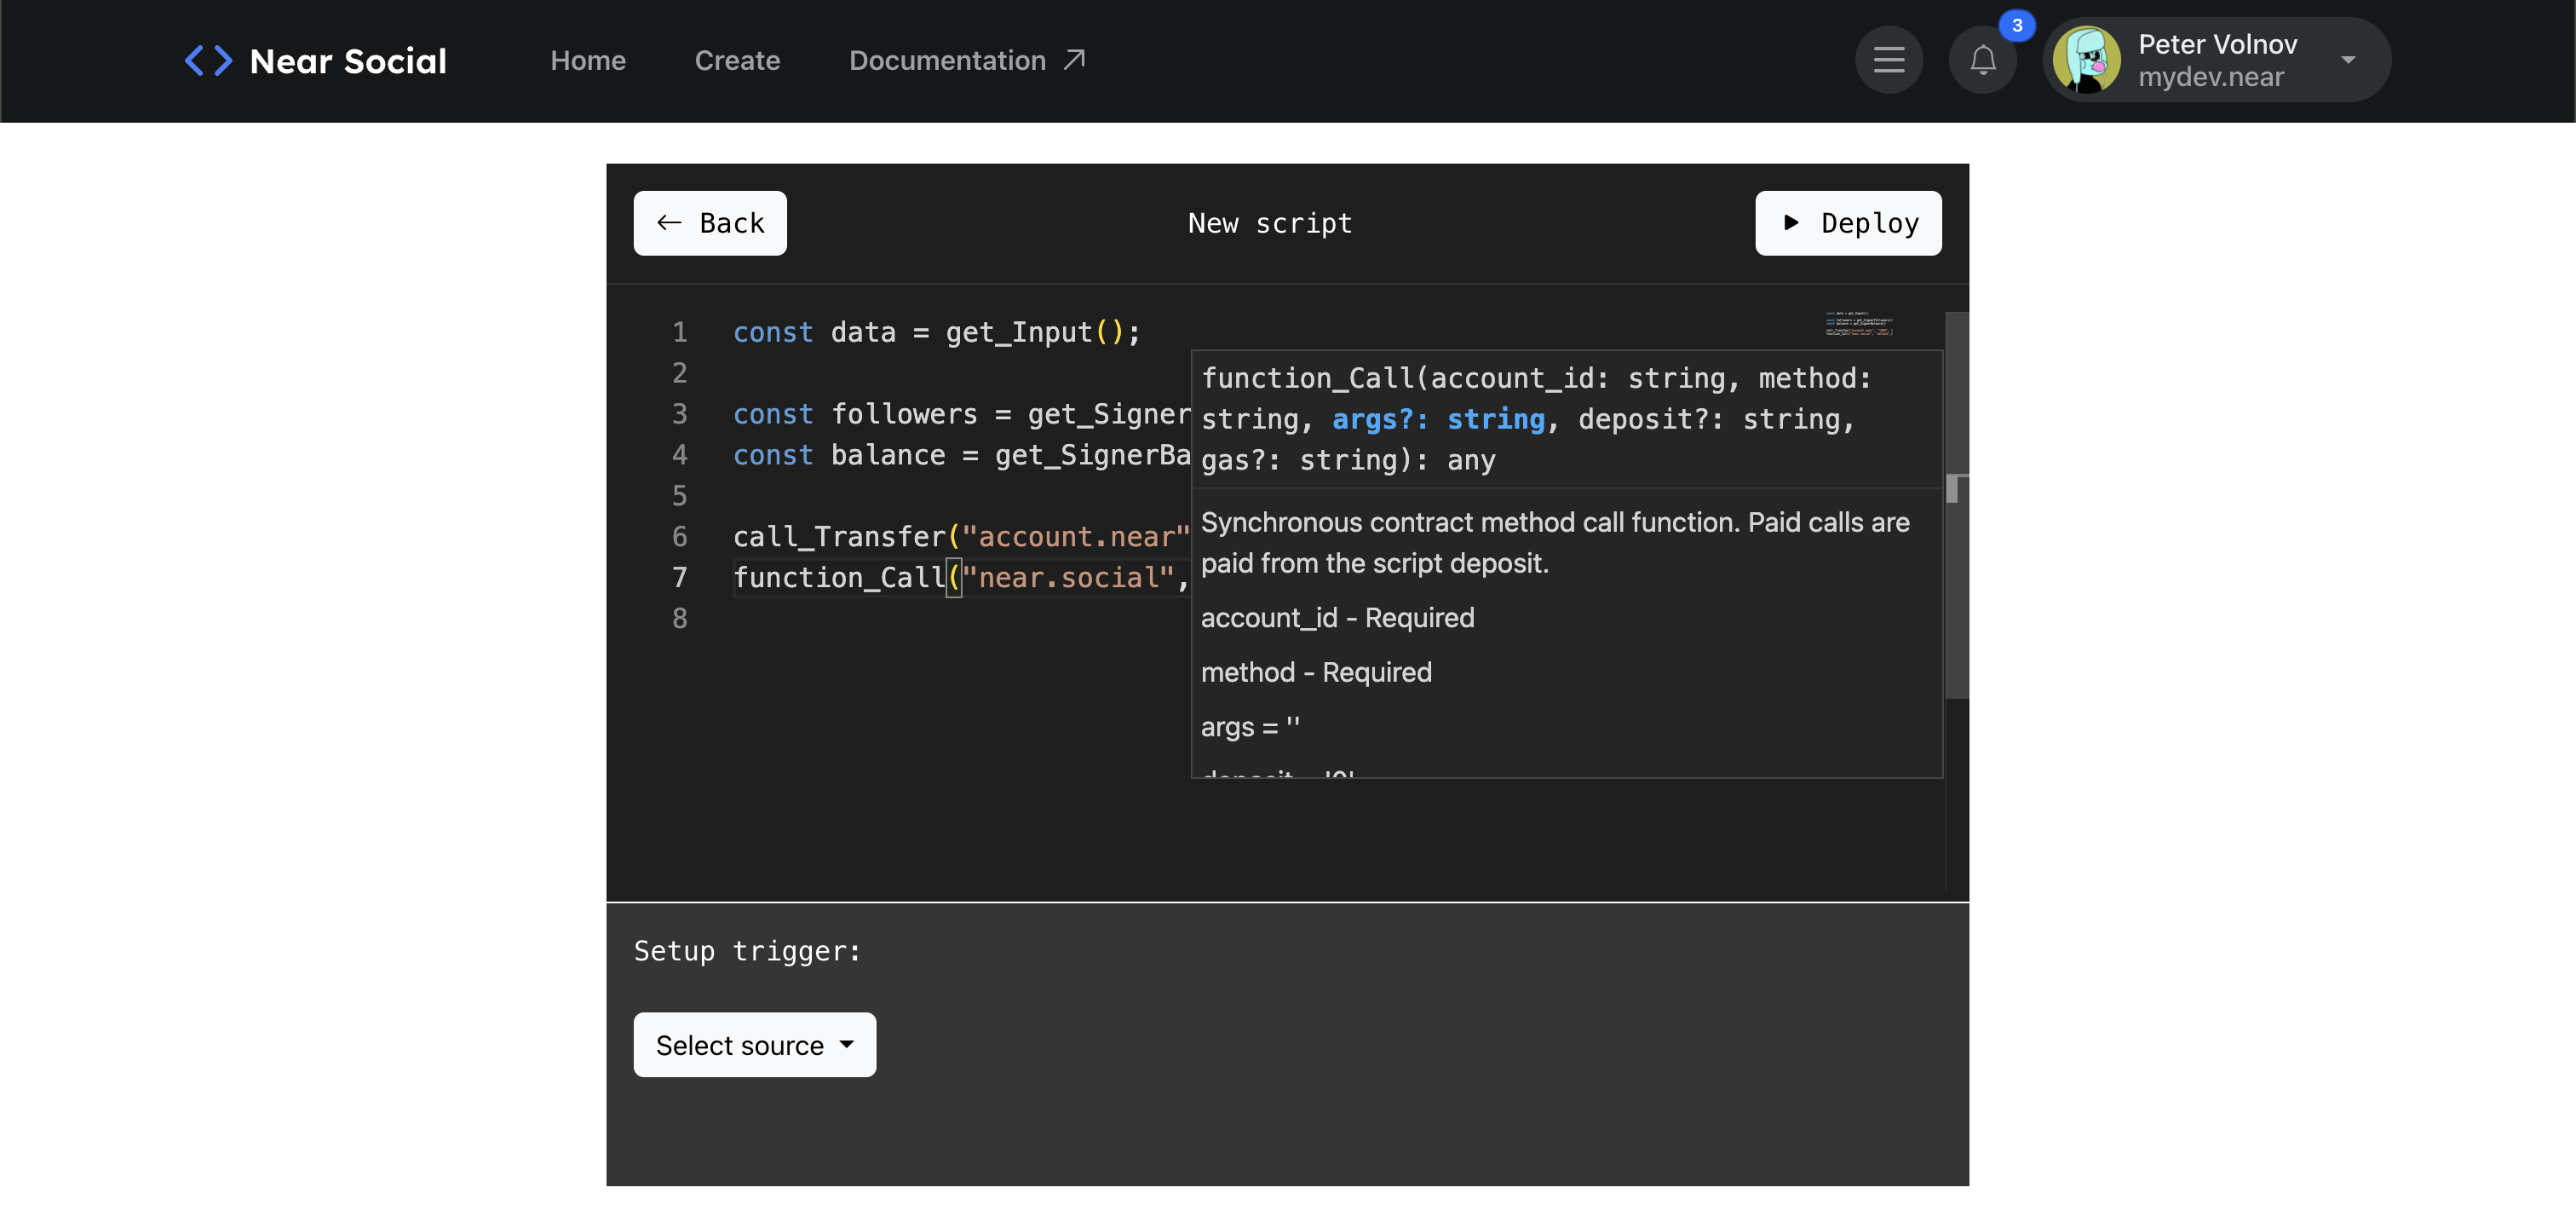 Near Social
Home
Create
Documentation
3
Peter Volnov
mydev.near
Back
New script
Deploy
1 const data = get_Input();
2
3 const followers = get_Signer
4 const balance = get_SignerBa
5
6 call_Transfer("account.near"
7 function_Call("near.social",
8
function_Call(account_id: string, method:
string, args?: string, deposit?: string,
gas?: string): any
Synchronous contract method call function. Paid calls are
paid from the script deposit.
account_id - Required
method - Required
args = ''
deposit = '0'
Setup trigger:
Select source